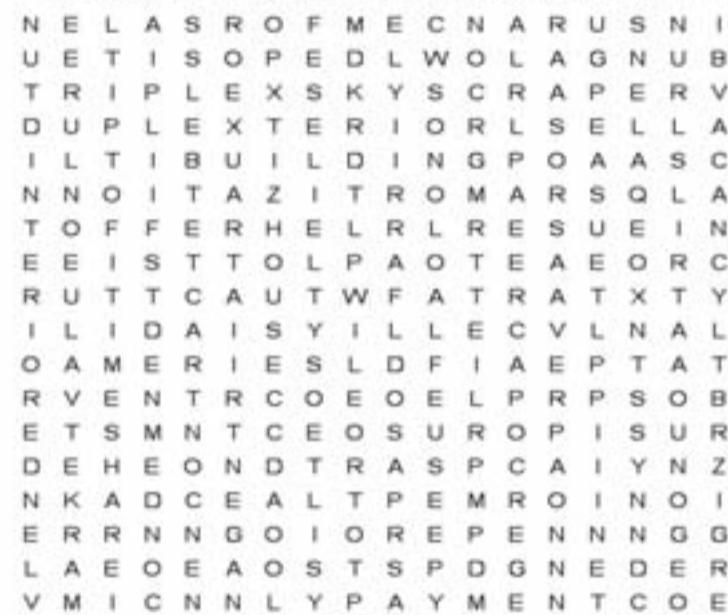 N E L A S R O F M E C N A R U S N I
U E T I S O P E D L W O L A G N U B
T R I P L E X S K Y S C R A P E R V
D U P L E X T E R I O R L S E L L A
I L T I B U I L D I N G P O A A S C
N N O I T A Z I T R O M A R S Q L A
T O F F E R H E L R L R E S U E I N
E E I S T T O L P A O T E A E O R C
R U T T C A U T W F A T R A T X T Y
I L I D A I S Y I L L E C V L N A L
O A M E R I E S L D F I A E P T A T
R V E N T R C O E O E L P R P S O B
E T S M N T C E O S U R O P I S U R
D E H E O N D T R A S P C A I Y N Z
N K A D C E A L T P E M R O I N O I
E R R N N G O I O R E P E N N N G G
L A E O E A O S T S P D G N E D E R
V M I C N N L Y P A Y M E N T C O E